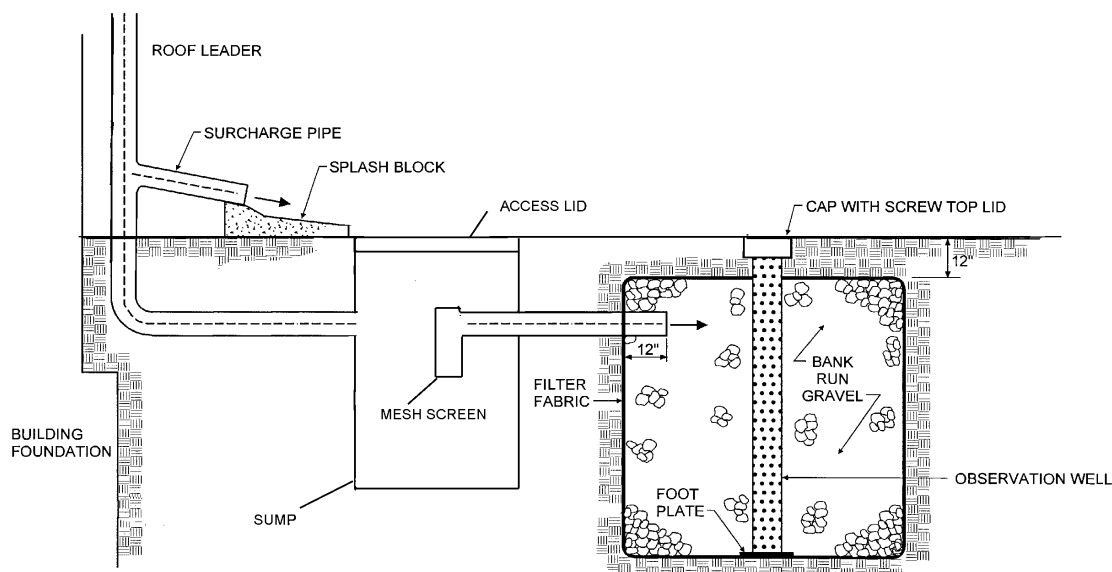 ROOF LEADER
SURCHARGE PIPE
SPLASH BLOCK
ACCESS LID
CAP WITH SCREW TOP LID
12"
12"
MESH SCREEN
FILTER
FABRIC
BANK
RUN
GRAVEL
BUILDING
FOUNDATION
OBSERVATION WELL
FOOT
PLATE
SUMP